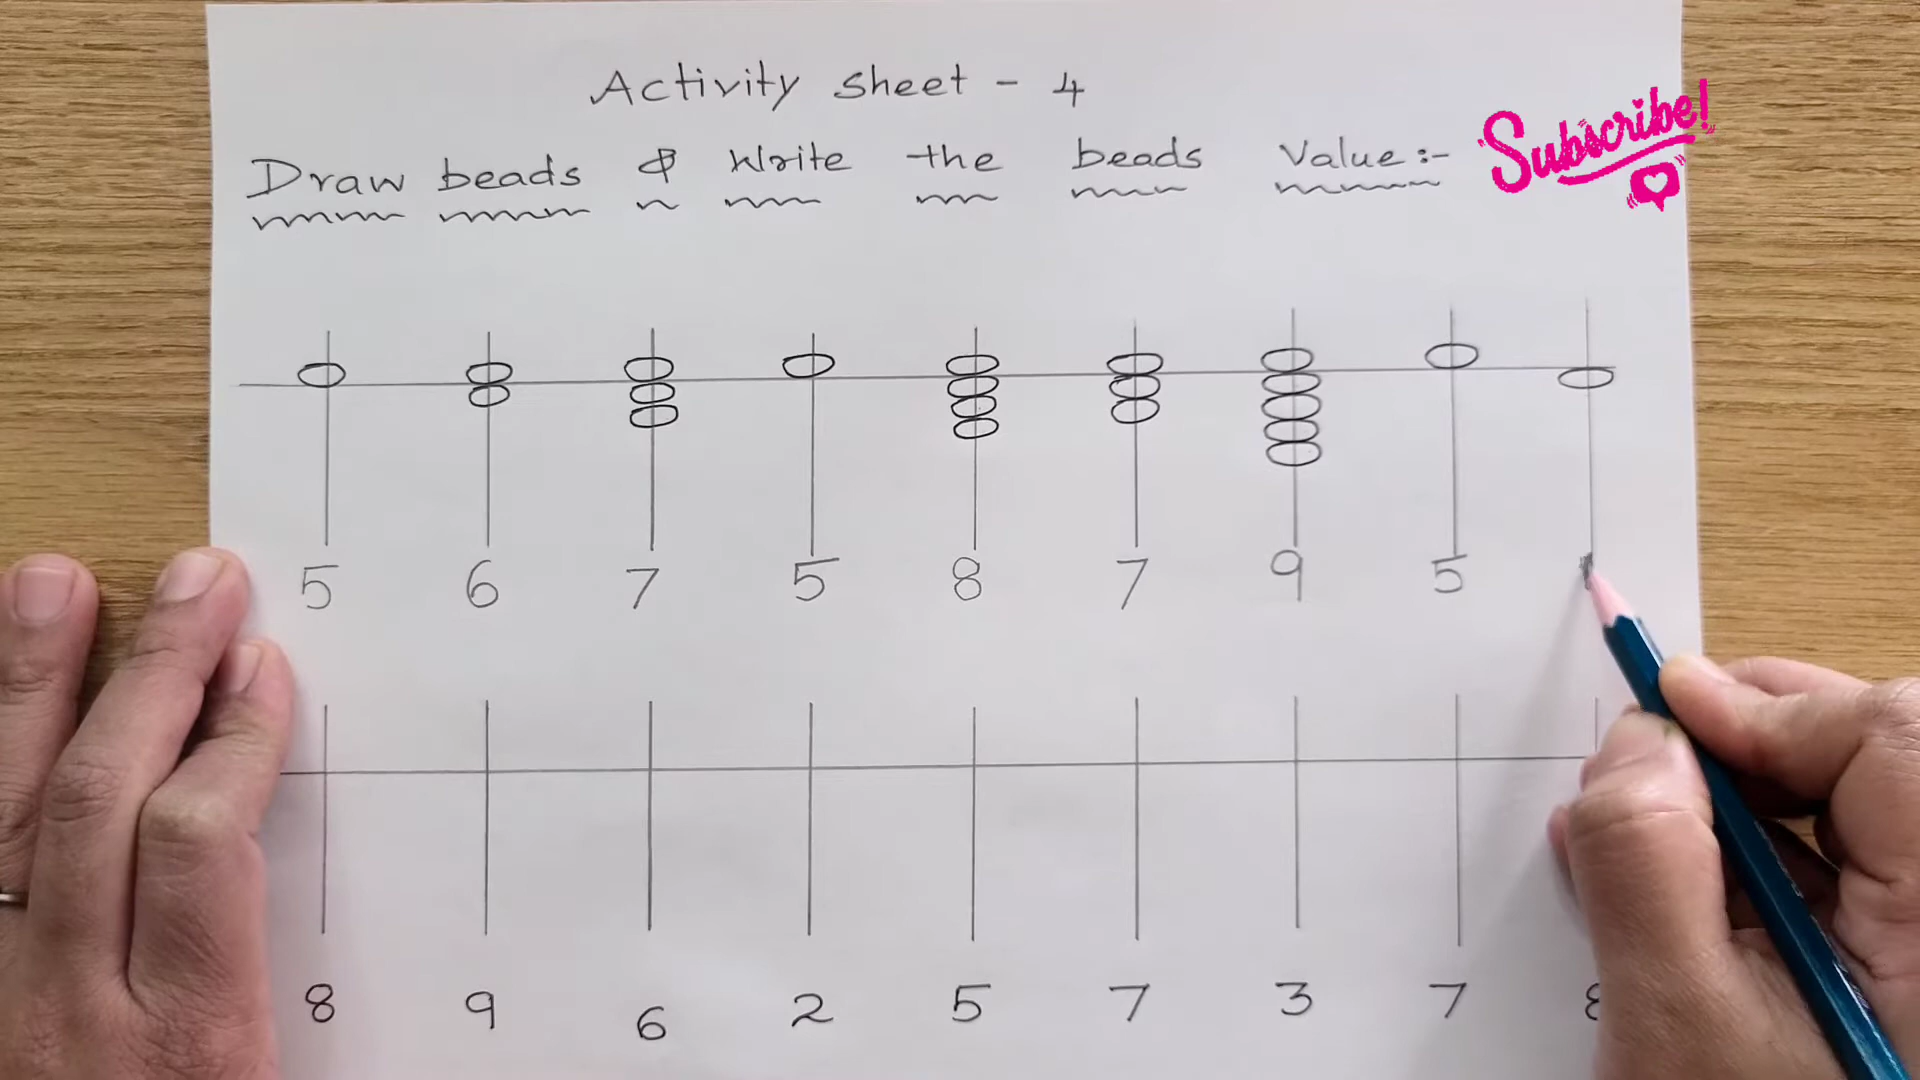 Activity sheet - 4
Draw beads & Write the beads Value:-
Subscribe!
5 6 7 5 8 7 9 5
8 9 6 2 5 7 3 7